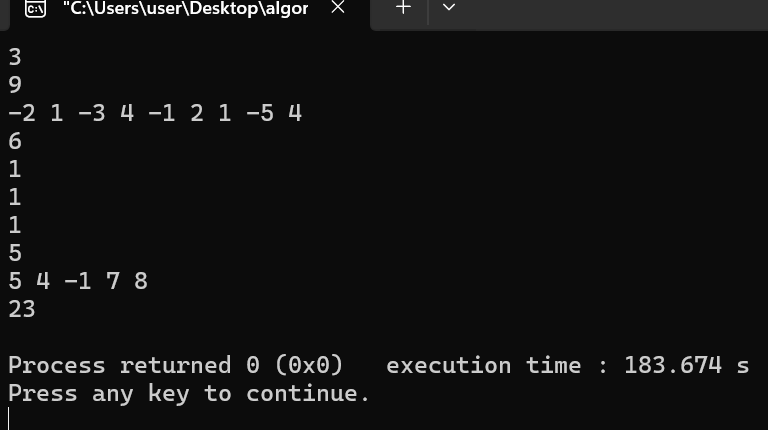 "C:\Users\user\Desktop\algor
3
9
-2 1 -3 4 -1 2 1 -5 4
6
1
1
1
5
5 4 -1 7 8
23
Process returned 0 (0x0)   execution time : 183.674 s
Press any key to continue.